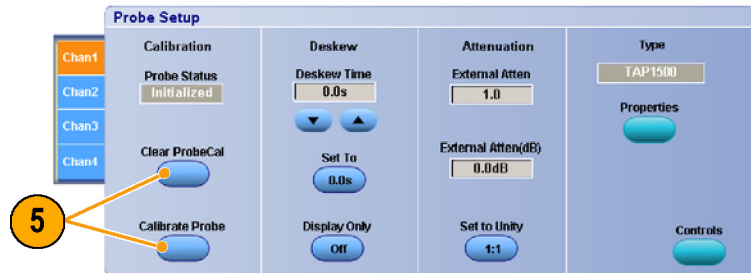 Probe Setup
Chan1
Chan2
Chan3
Chan4
Calibration
Probe Status
Initialized
Clear ProbeCal
Calibrate Probe
Deskew
Deskew Time
0.0s
Set To
0.0s
Display Only
Off
Attenuation
External Atten
1.0
External Atten(dB)
0.0dB
Set to Unity
1:1
Type
TAP1500
Properties
Controls
5